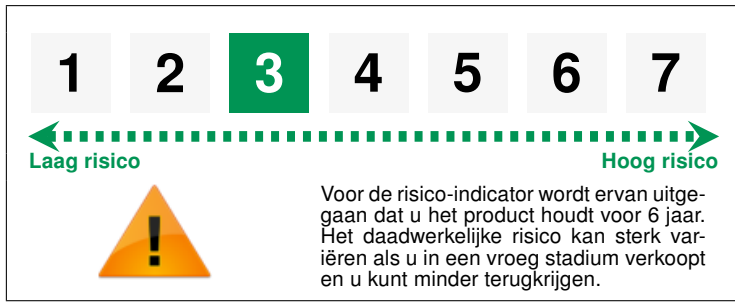 1 2 3 4 5 6 7
Laag risico Hoog risico
!
Voor de risico-indicator wordt ervan uitge-
gaan dat u het product houdt voor 6 jaar.
Het daadwerkelijke risico kan sterk var-
iëren als u in een vroeg stadium verkoopt
en u kunt minder terugkrijgen.